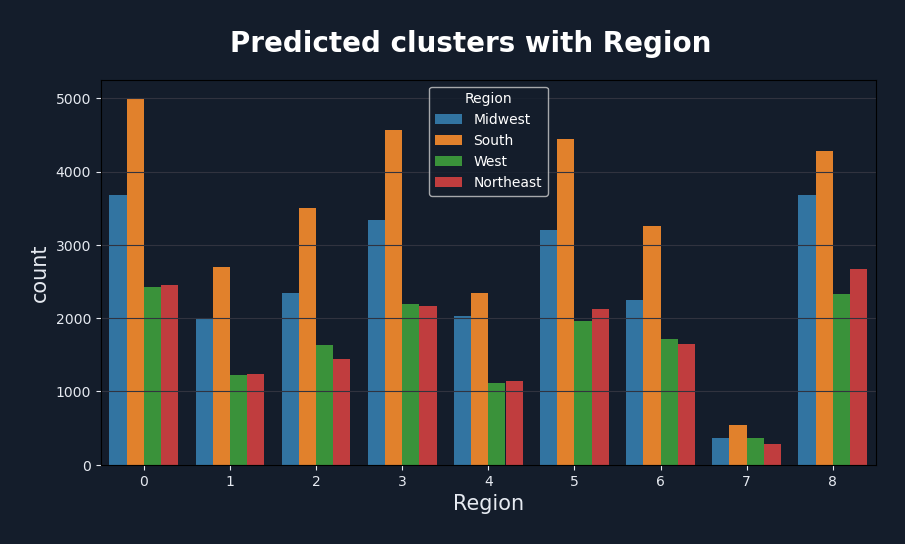 Predicted clusters with Region
Region
Midwest
South
West
Northeast
count
5000
4000
3000
2000
1000
0
0 1 2 3 4 5 6 7 8
Region